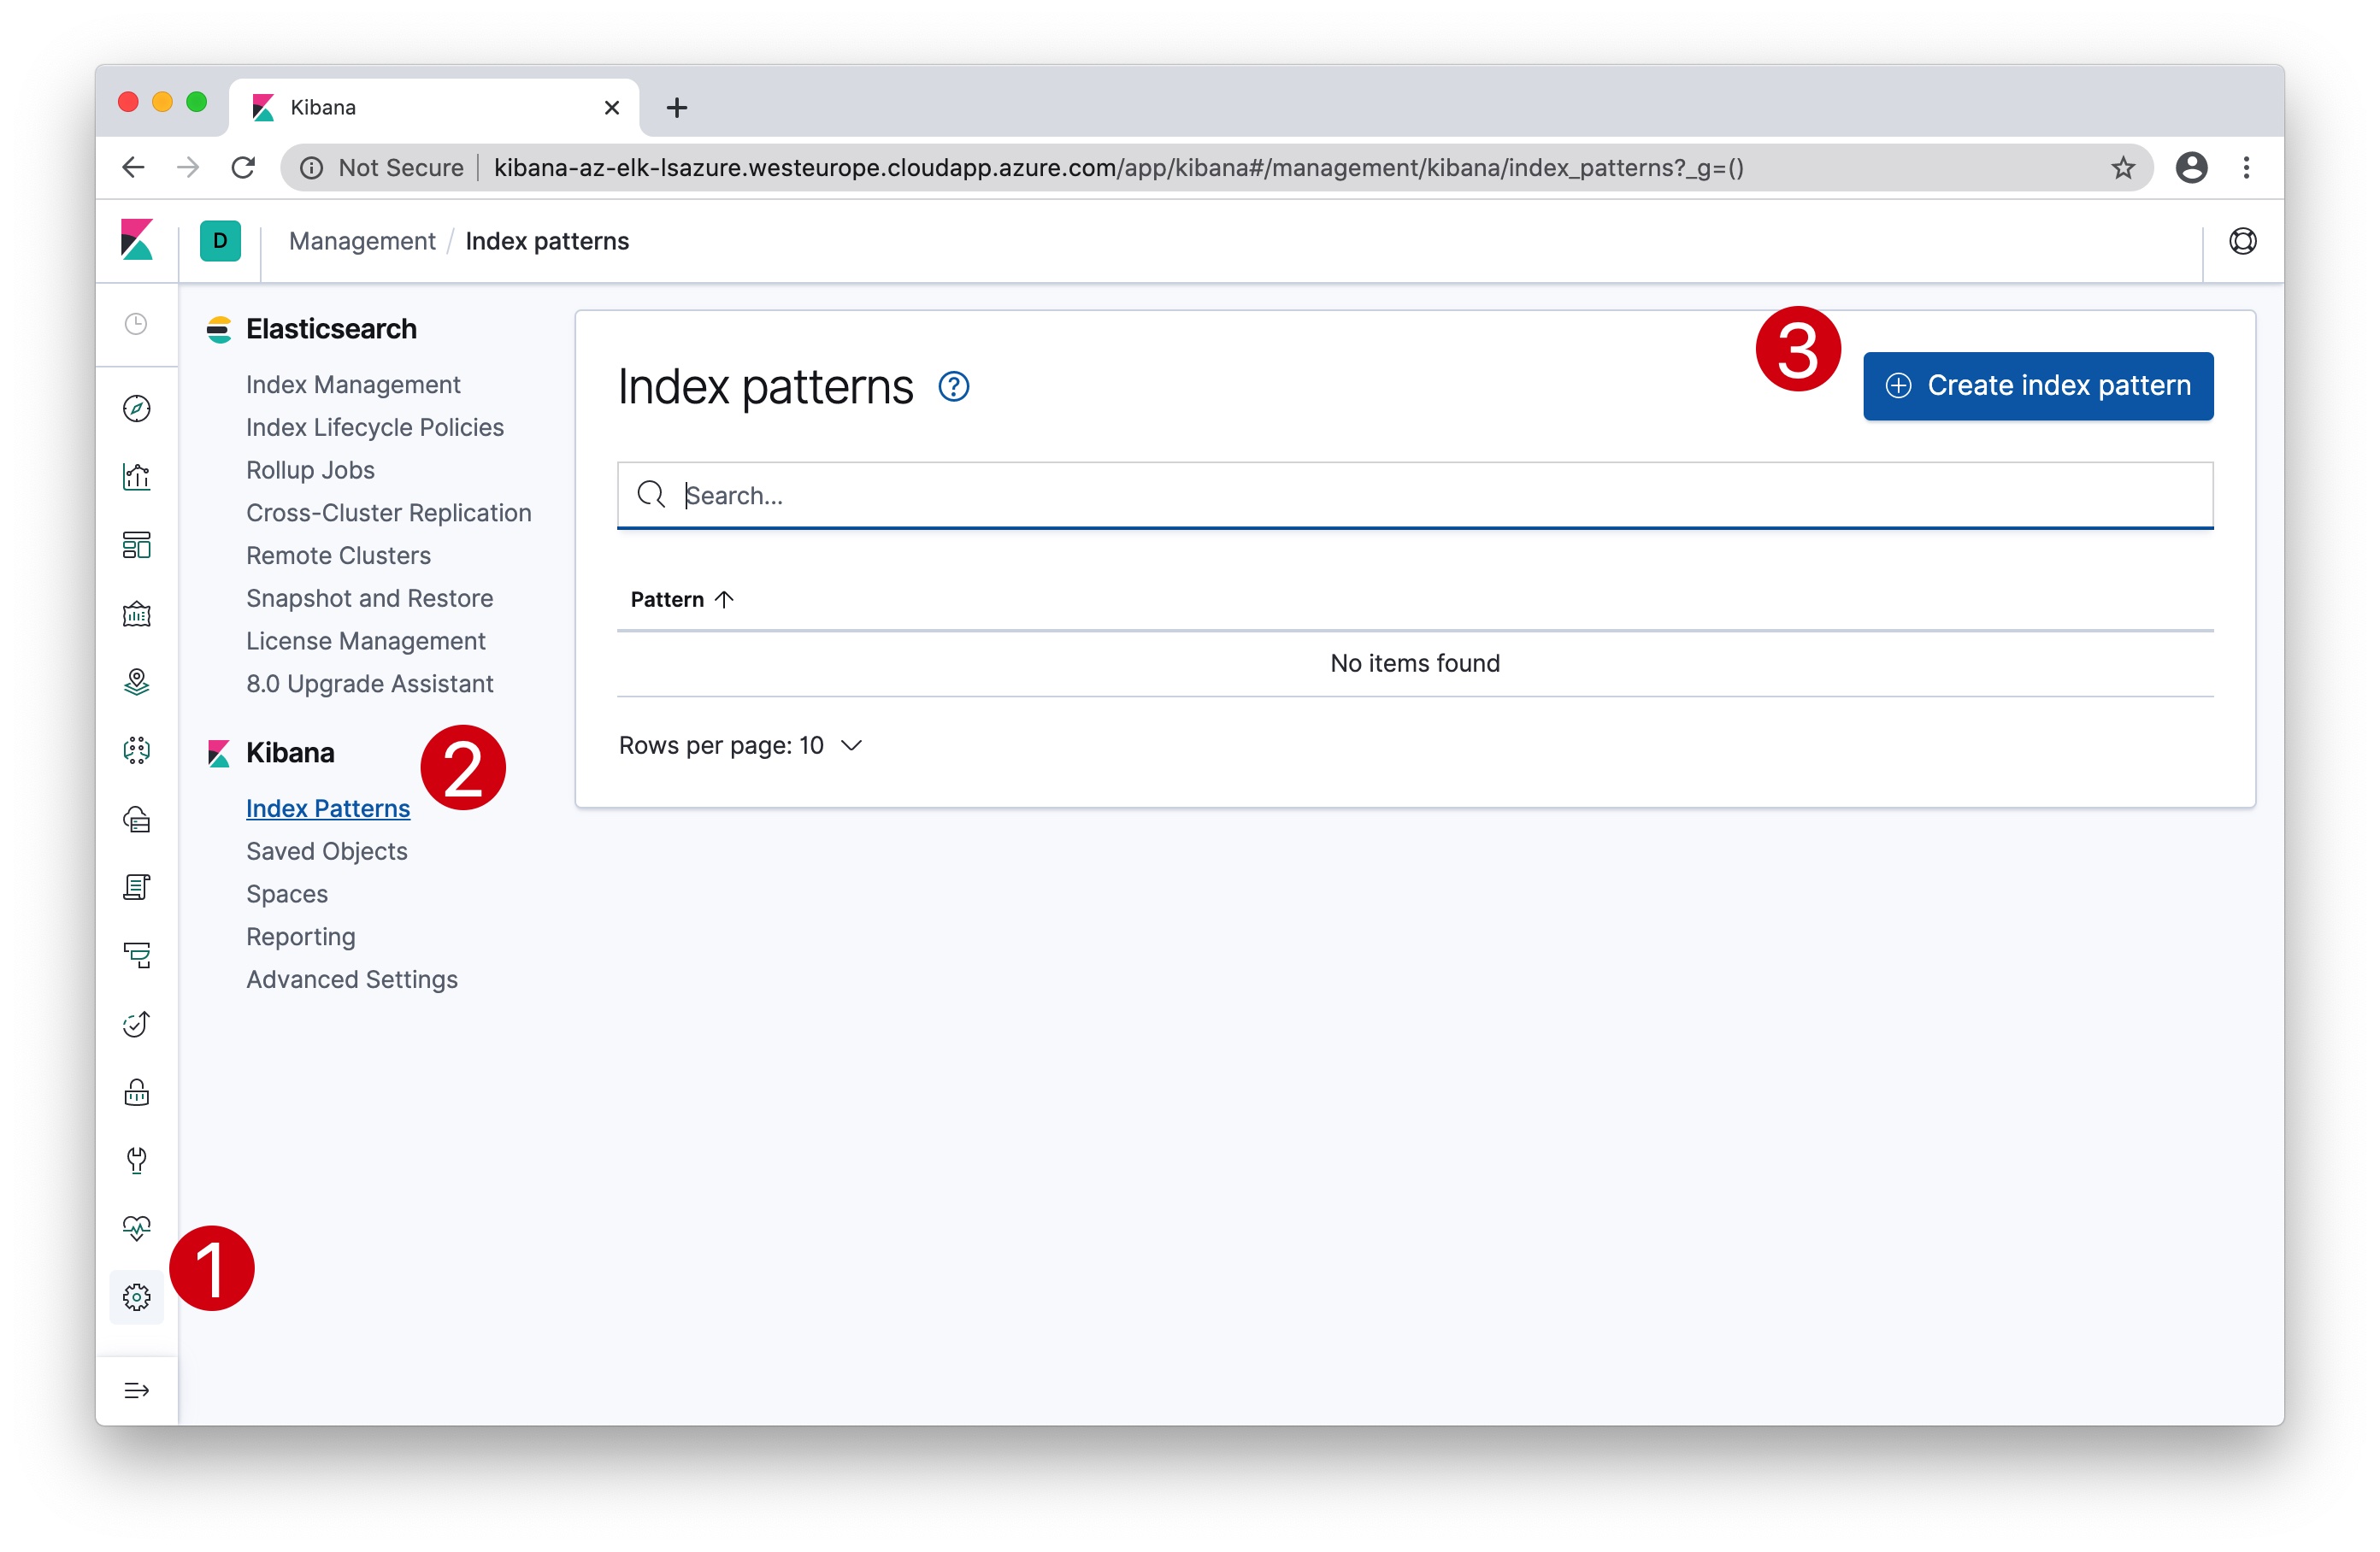 Kibana
Not Secure
kibana-az-elk-lsazure.westeurope.cloudapp.azure.com/app/kibana#/management/kibana/index_patterns?_g=()
D
Management / Index patterns
Elasticsearch
Index Management
Index Lifecycle Policies
Rollup Jobs
Cross-Cluster Replication
Remote Clusters
Snapshot and Restore
License Management
8.0 Upgrade Assistant
Kibana
2
Index Patterns
Saved Objects
Spaces
Reporting
Advanced Settings
1
Index patterns
?
3
Create index pattern
Search...
Pattern
No items found
Rows per page: 10